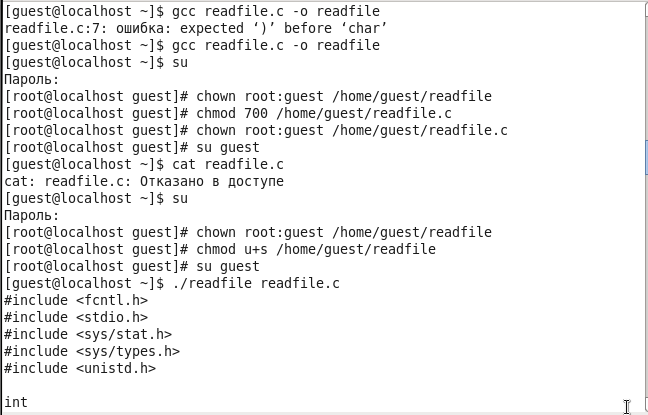 [guest@localhost ~]$ gcc readfile.c -o readfile
readfile.c:7: ошибка: expected ‘)’ before ‘char’
[guest@localhost ~]$ gcc readfile.c -o readfile
[guest@localhost ~]$ su
Пароль:
[root@localhost guest]# chown root:guest /home/guest/readfile
[root@localhost guest]# chmod 700 /home/guest/readfile.c
[root@localhost guest]# chown root:guest /home/guest/readfile.c
[root@localhost guest]# su guest
[guest@localhost ~]$ cat readfile.c
cat: readfile.c: Отказано в доступе
[guest@localhost ~]$ su
Пароль:
[root@localhost guest]# chown root:guest /home/guest/readfile
[root@localhost guest]# chmod u+s /home/guest/readfile
[root@localhost guest]# su guest
[guest@localhost ~]$ ./readfile readfile.c
#include <fcntl.h>
#include <stdio.h>
#include <sys/stat.h>
#include <sys/types.h>
#include <unistd.h>
int